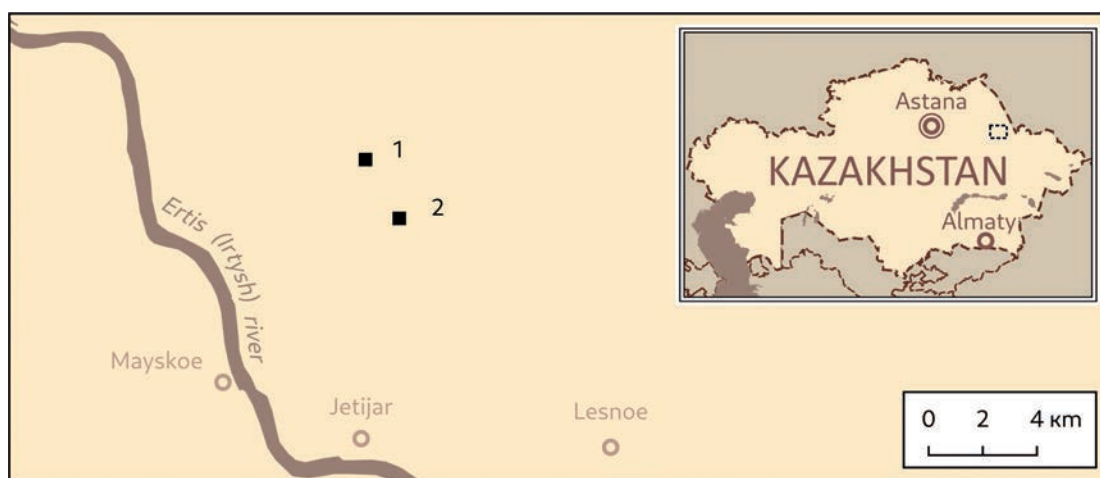 1
2
Ertis (Irtysh) river
Mayskoe
Jetijar
Lesnoe
Astana
KAZAKHSTAN
Almaty
0 2 4 км